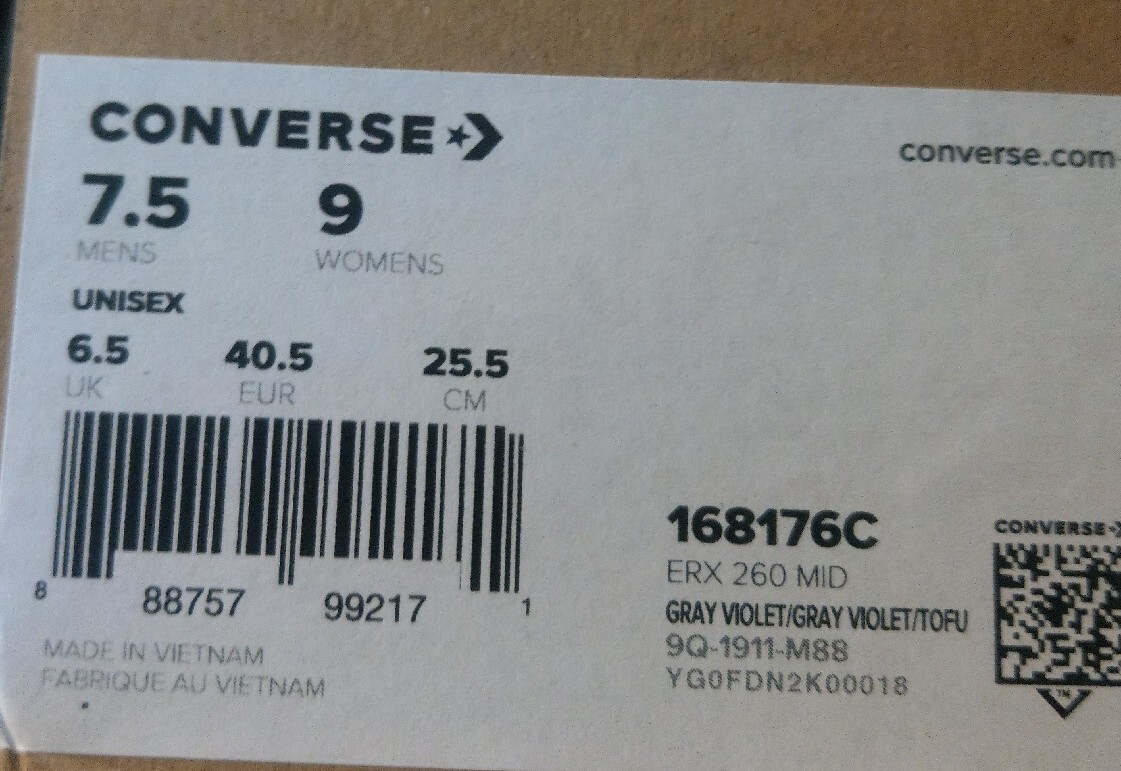 CONVERSE
converse.com
7.5 9
MENS WOMENS
UNISEX
6.5 40.5 25.5
UK EUR CM
8 88757 99217 1
MADE IN VIETNAM
FABRIQUE AU VIETNAM
168176C
ERX 260 MID
GRAY VIOLET/GRAY VIOLET/TOFU
9Q-1911-M88
YG0FDN2K00018
CONVERSE
TM